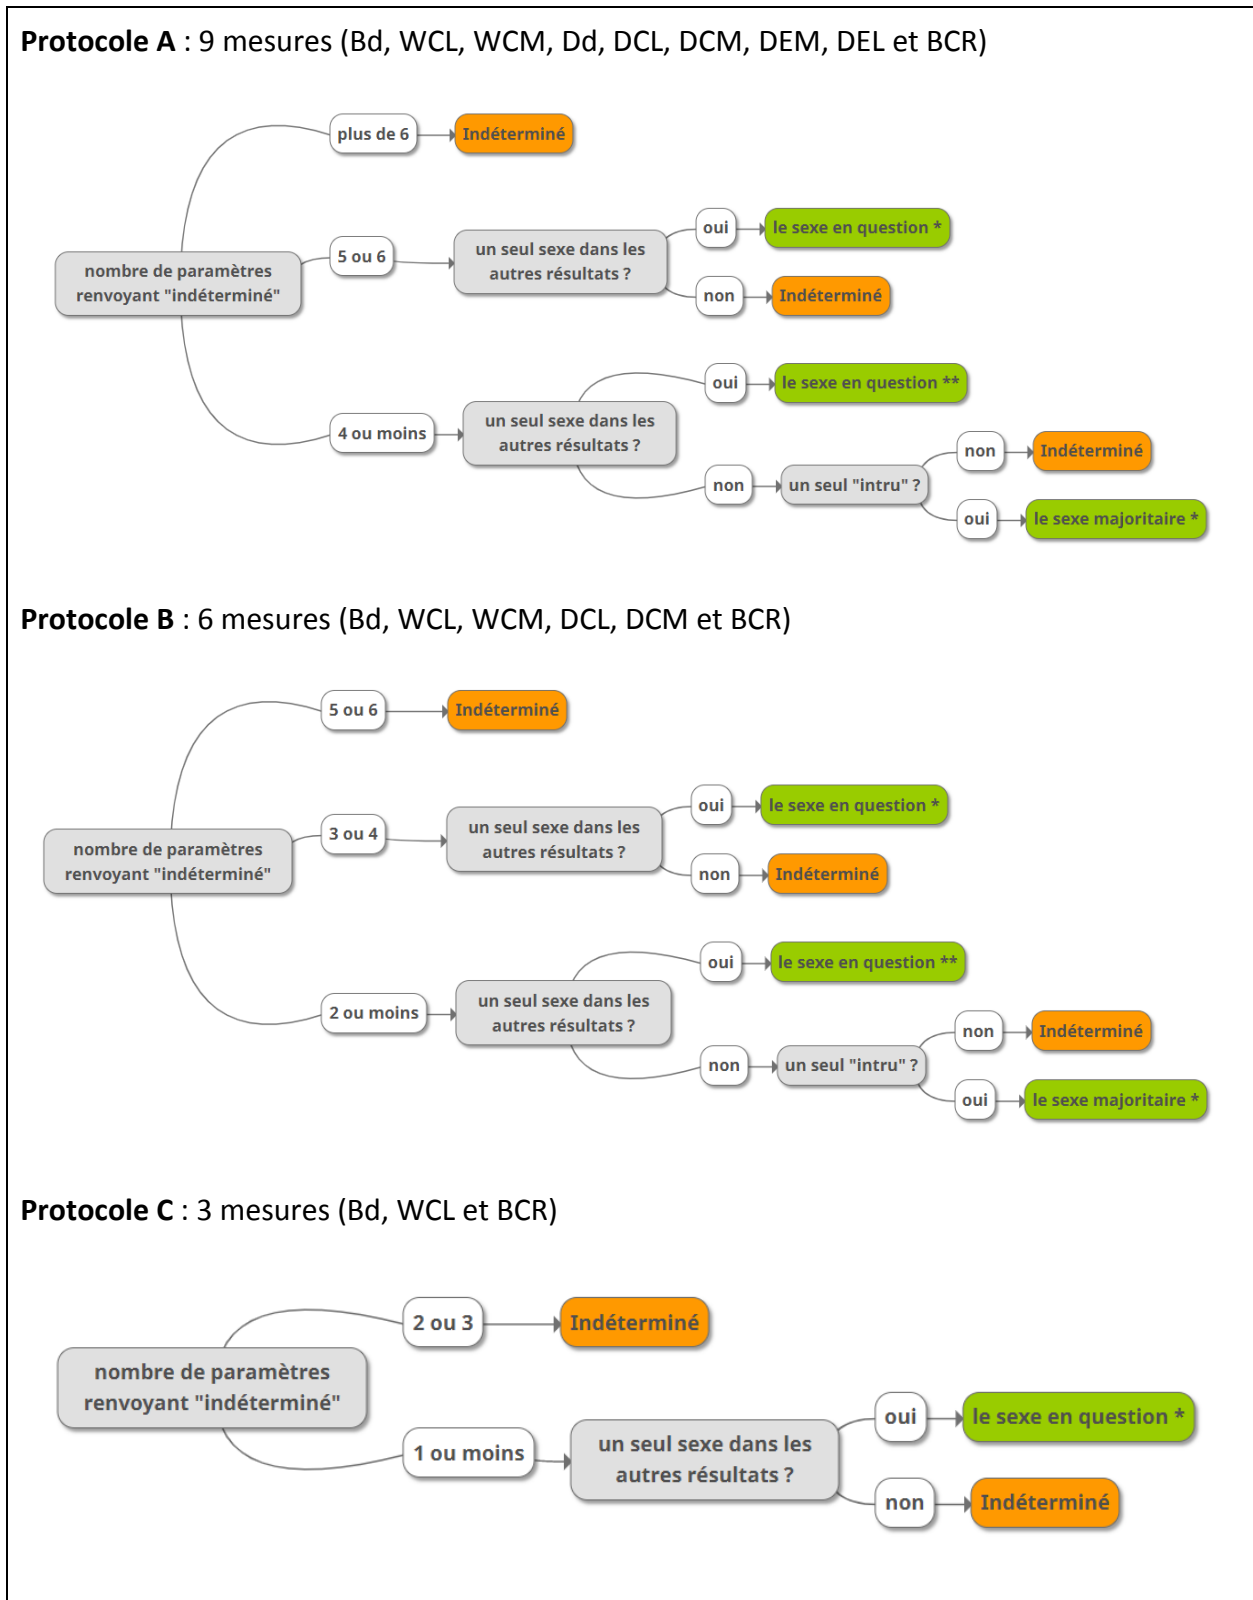 Protocole A : 9 mesures (Bd, WCL, WCM, Dd, DCL, DCM, DEM, DEL et BCR)
plus de 6
Indéterminé
nombre de paramètres
renvoyant "indéterminé"
5 ou 6
un seul sexe dans les
autres résultats ?
oui
le sexe en question *
non
Indéterminé
4 ou moins
un seul sexe dans les
autres résultats ?
oui
le sexe en question **
non
un seul "intru" ?
non
Indéterminé
oui
le sexe majoritaire *
Protocole B : 6 mesures (Bd, WCL, WCM, DCL, DCM et BCR)
5 ou 6
Indéterminé
nombre de paramètres
renvoyant "indéterminé"
3 ou 4
un seul sexe dans les
autres résultats ?
oui
le sexe en question *
non
Indéterminé
2 ou moins
un seul sexe dans les
autres résultats ?
oui
le sexe en question **
non
un seul "intru" ?
non
Indéterminé
oui
le sexe majoritaire *
Protocole C : 3 mesures (Bd, WCL et BCR)
2 ou 3
Indéterminé
nombre de paramètres
renvoyant "indéterminé"
1 ou moins
un seul sexe dans les
autres résultats ?
oui
le sexe en question *
non
Indéterminé